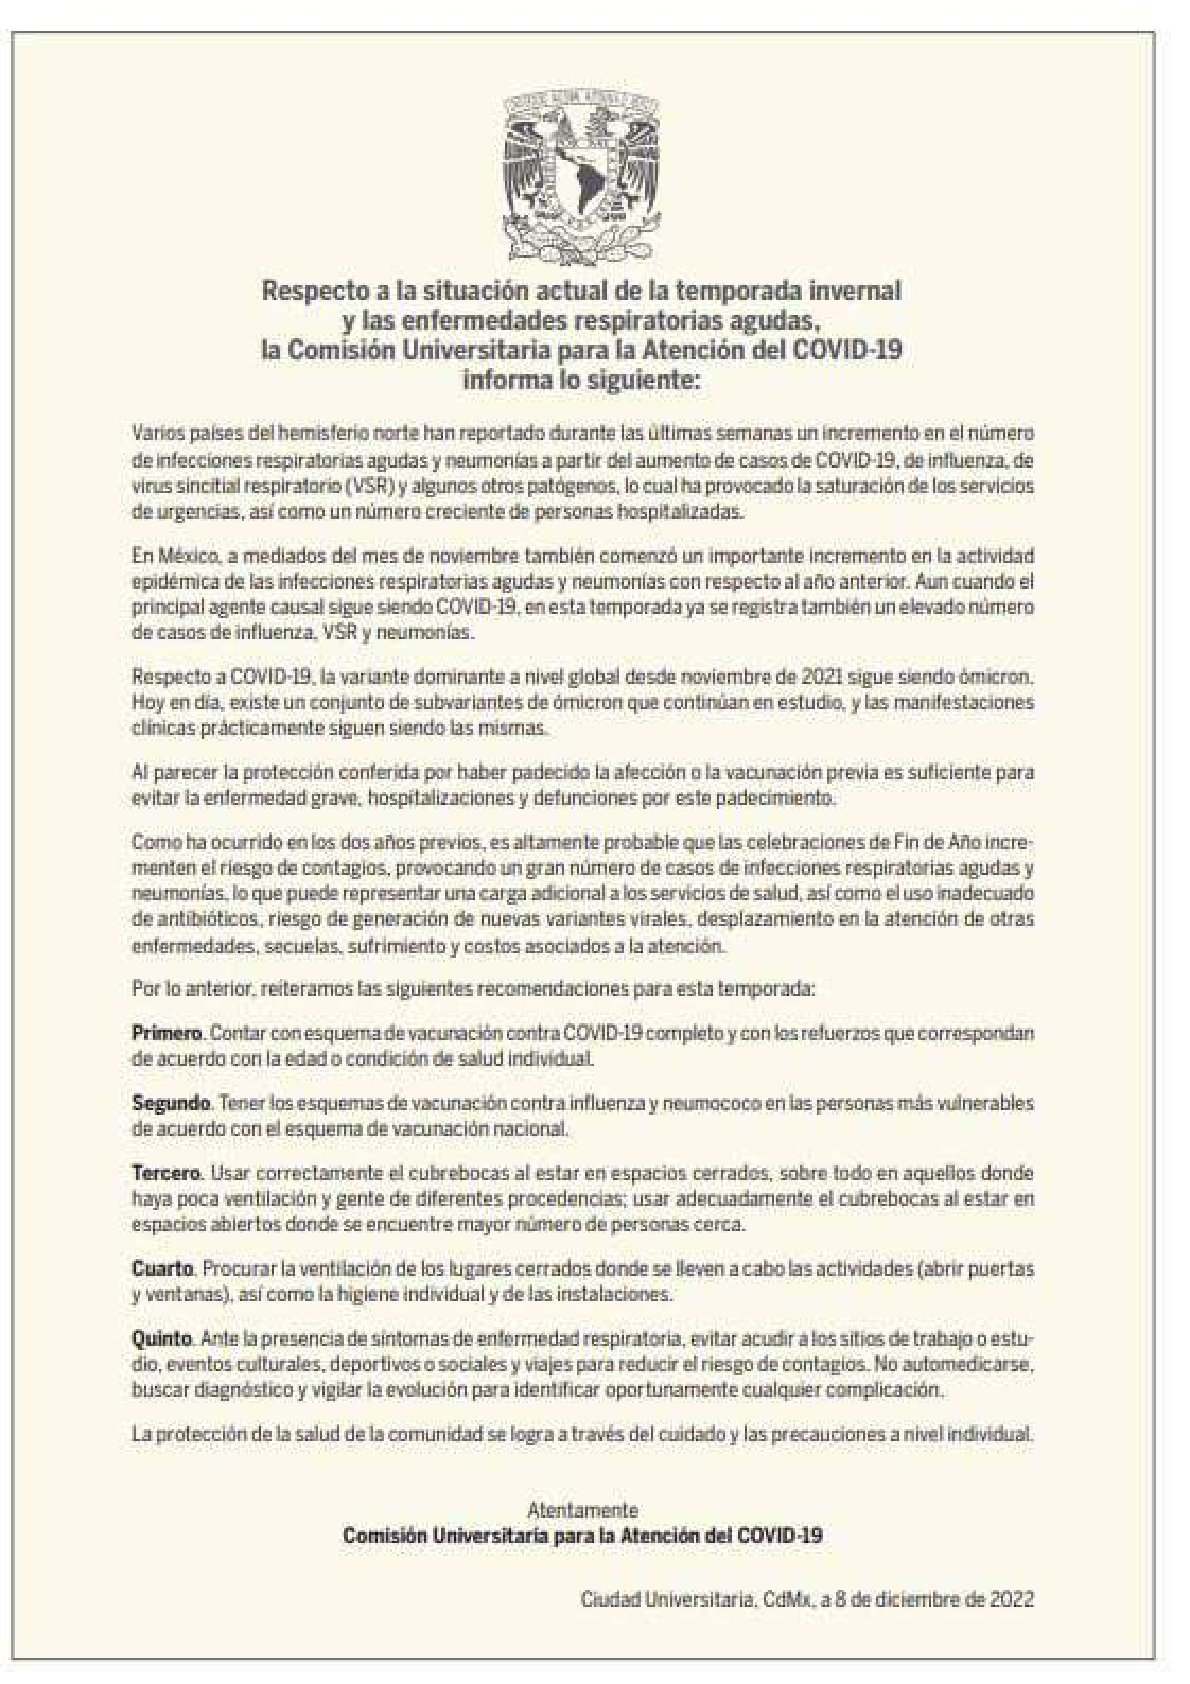 Respecto a la situación actual de la temporada invernal
y las enfermedades respiratorias agudas,
la Comisión Universitaria para la Atención del COVID-19
informa lo siguiente:
Varios países del hemisferio norte han reportado durante las últimas semanas un incremento en el número
de infecciones respiratorias agudas y neumonías a partir del aumento de casos de COVID-19, de influenza, de
virus sincitial respiratorio (VSR) y algunos otros patógenos, lo cual ha provocado la saturación de los servicios
de urgencias, así como un número creciente de personas hospitalizadas.
En México, a mediados del mes de noviembre también comenzó un importante incremento en la actividad
epidémica de las infecciones respiratorias agudas y neumonías con respecto al año anterior. Aun cuando el
principal agente causal sigue siendo COVID-19, en esta temporada ya se registra también un elevado número
de casos de influenza, VSR y neumonías.
Respecto a COVID-19, la variante dominante a nivel global desde noviembre de 2021 sigue siendo ómicron.
Hoy en día, existe un conjunto de subvariantes de ómicron que continúan en estudio, y las manifestaciones
clínicas prácticamente siguen siendo las mismas.
Al parecer la protección conferida por haber padecido la afección o la vacunación previa es suficiente para
evitar la enfermedad grave, hospitalizaciones y defunciones por este padecimiento.
Como ha ocurrido en los dos años previos, es altamente probable que las celebraciones de Fin de Año incre-
menten el riesgo de contagios, provocando un gran número de casos de infecciones respiratorias agudas y
neumonías, lo que puede representar una carga adicional a los servicios de salud, así como el uso inadecuado
de antibióticos, riesgo de generación de nuevas variantes virales, desplazamiento en la atención de otras
enfermedades, secuelas, sufrimiento y costos asociados a la atención.
Por lo anterior, reiteramos las siguientes recomendaciones para esta temporada:
Primero. Contar con esquema de vacunación contra COVID-19 completo y con los refuerzos que correspondan
de acuerdo con la edad o condición de salud individual.
Segundo. Tener los esquemas de vacunación contra influenza y neumococo en las personas más vulnerables
de acuerdo con el esquema de vacunación nacional.
Tercero. Usar correctamente el cubrebocas al estar en espacios cerrados, sobre todo en aquellos donde
haya poca ventilación y gente de diferentes procedencias; usar adecuadamente el cubrebocas al estar en
espacios abiertos donde se encuentre mayor número de personas cerca.
Cuarto. Procurar la ventilación de los lugares cerrados donde se lleven a cabo las actividades (abrir puertas
y ventanas), así como la higiene individual y de las instalaciones.
Quinto. Ante la presencia de síntomas de enfermedad respiratoria, evitar acudir a los sitios de trabajo o estu-
dio, eventos culturales, deportivos o sociales y viajes para reducir el riesgo de contagios. No automedicarse,
buscar diagnóstico y vigilar la evolución para identificar oportunamente cualquier complicación.
La protección de la salud de la comunidad se logra a través del cuidado y las precauciones a nivel individual.
Atentamente
Comisión Universitaria para la Atención del COVID-19
Ciudad Universitaria, CdMx, a 8 de diciembre de 2022